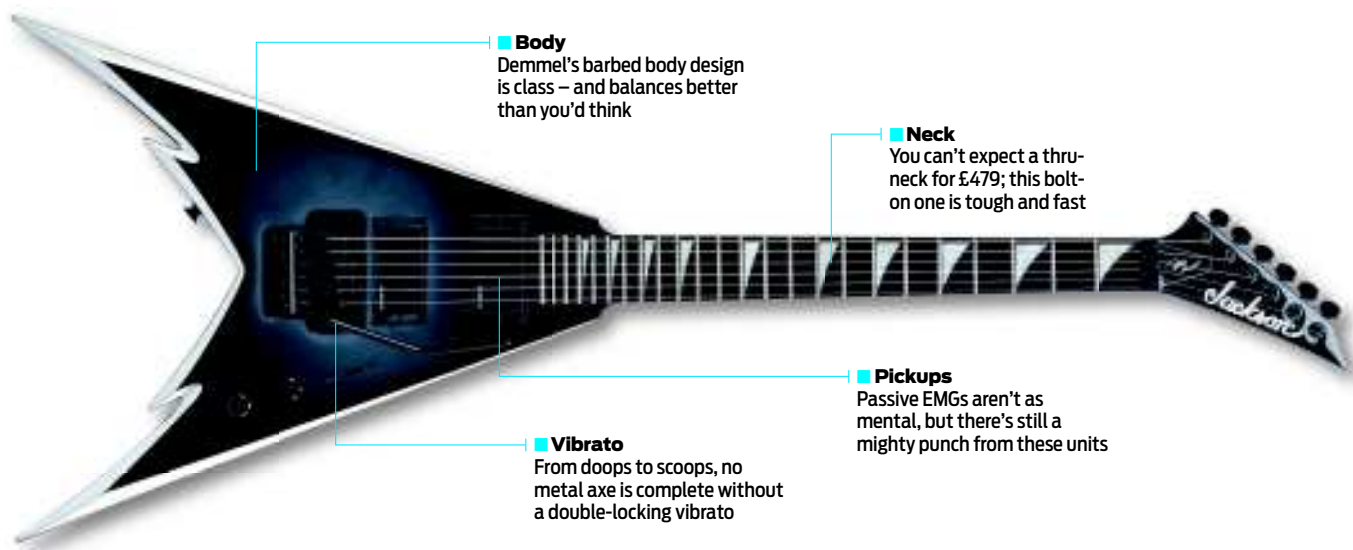 Body
Demmel's barbed body design
is class – and balances better
than you'd think
Neck
You can't expect a thru-
neck for £479; this bolt-
on one is tough and fast
Jackson
Pickups
Passive EMGs aren't as
mental, but there's still a
mighty punch from these units
Vibrato
From doops to scoops, no
metal axe is complete without
a double-locking vibrato